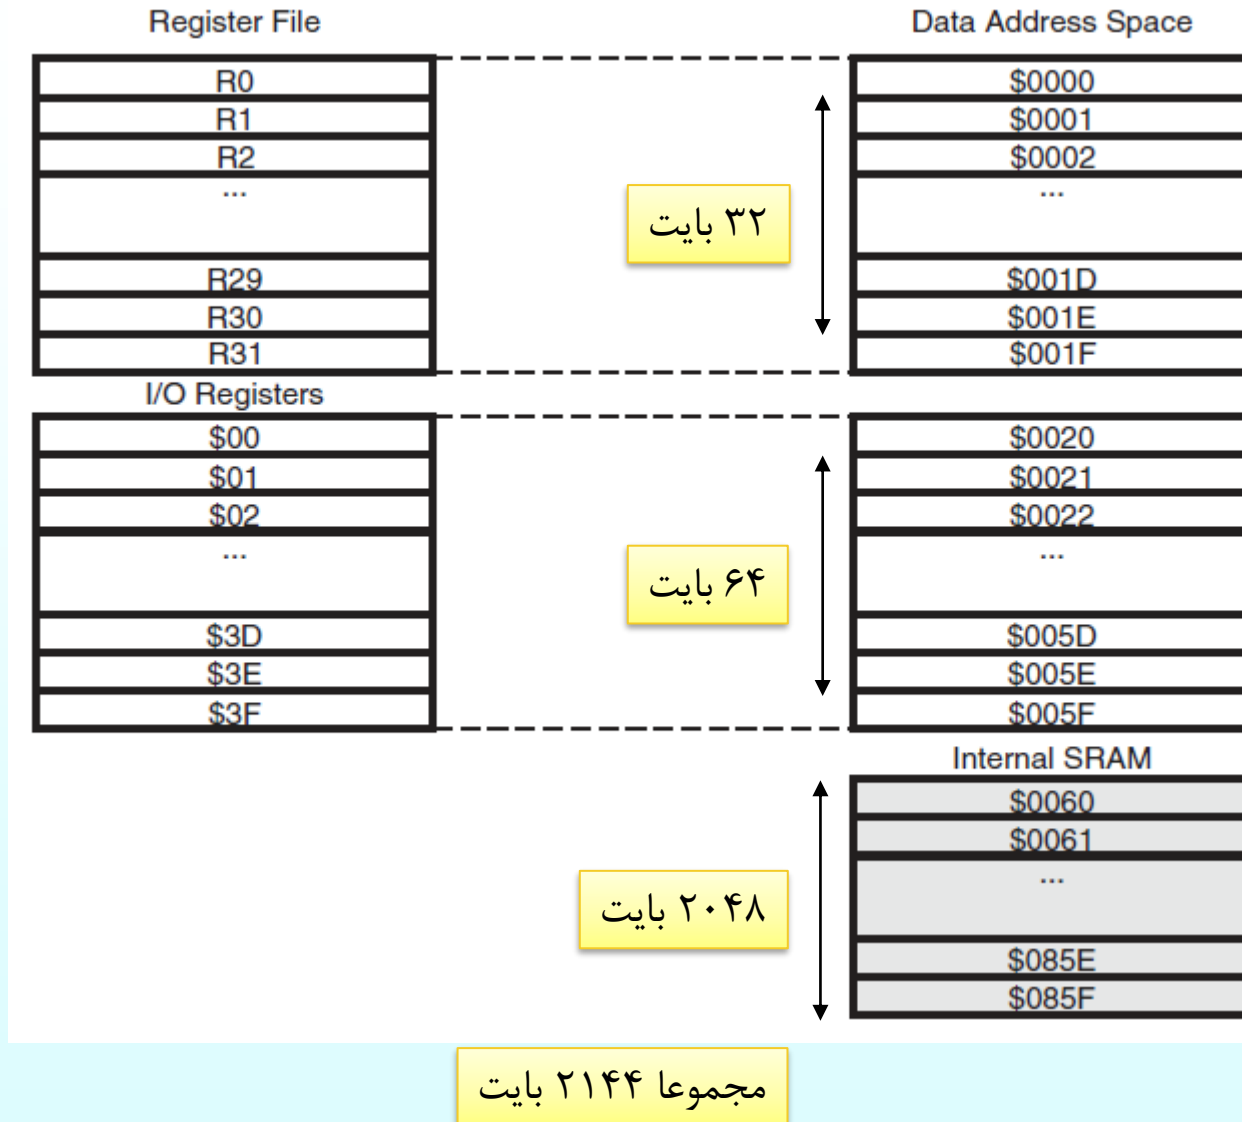 Register File
Data Address Space
R0
$0000
R1
$0001
R2
$0002
...
...
۳۲ بایت
R29
$001D
R30
$001E
R31
$001F
I/O Registers
$00
$0020
$01
$0021
$02
$0022
...
...
۶۴ بایت
$3D
$005D
$3E
$005E
$3F
$005F
Internal SRAM
$0060
$0061
...
۲۰۴۸ بایت
$085E
$085F
مجموعا ۲۱۴۴ بایت